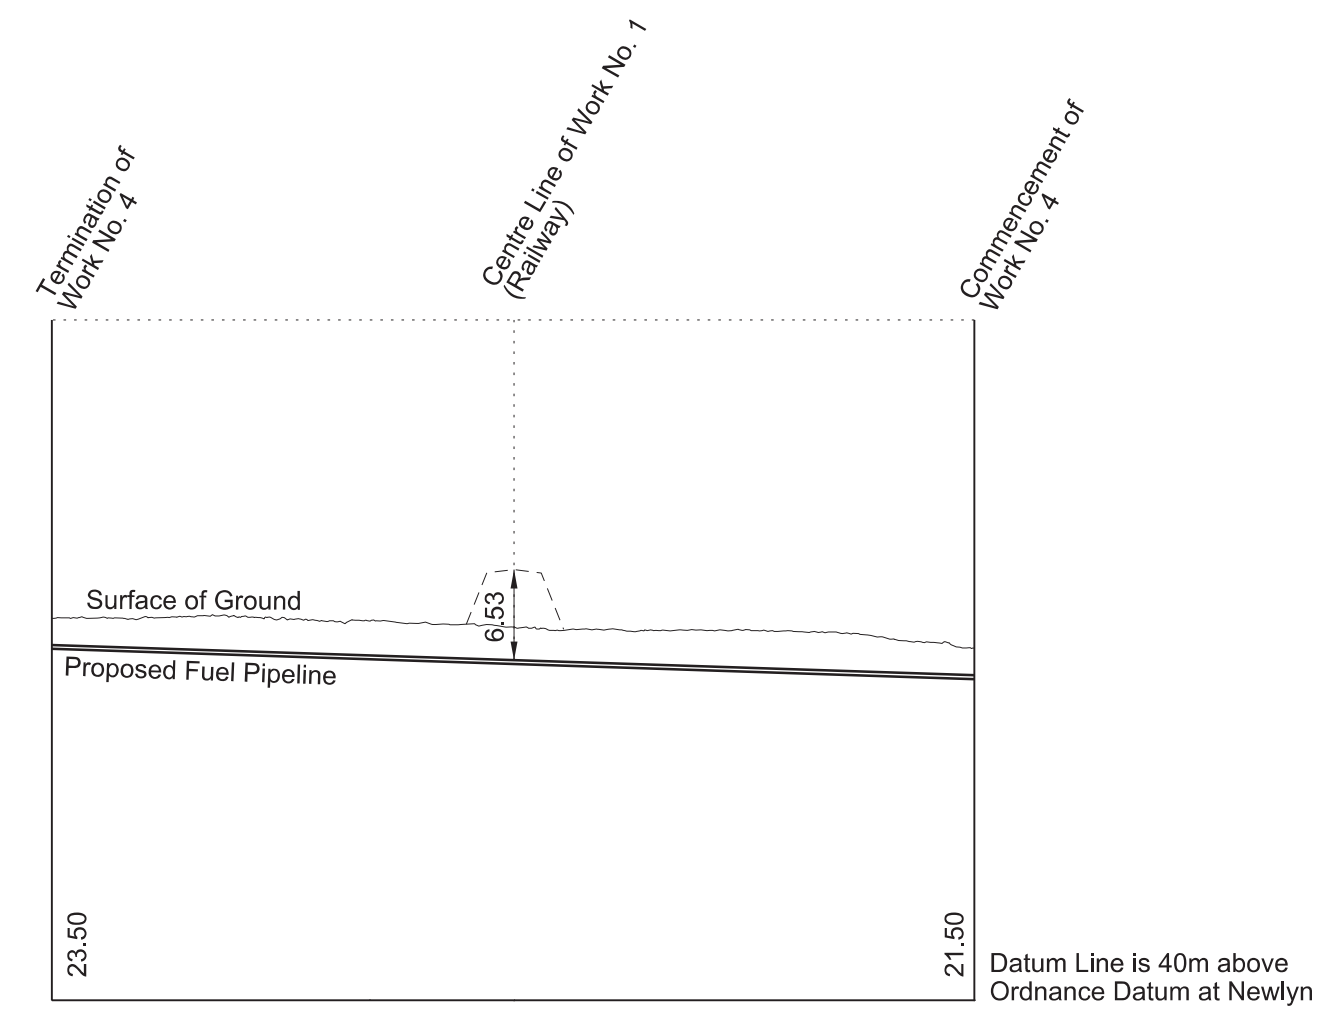 Termination of
Work No. 4
Centre Line of Work No. 1
(Railway)
Commencement of
Work No. 4
Surface of Ground
6.53
Proposed Fuel Pipeline
23.50
21.50
Datum Line is 40m above
Ordnance Datum at Newlyn